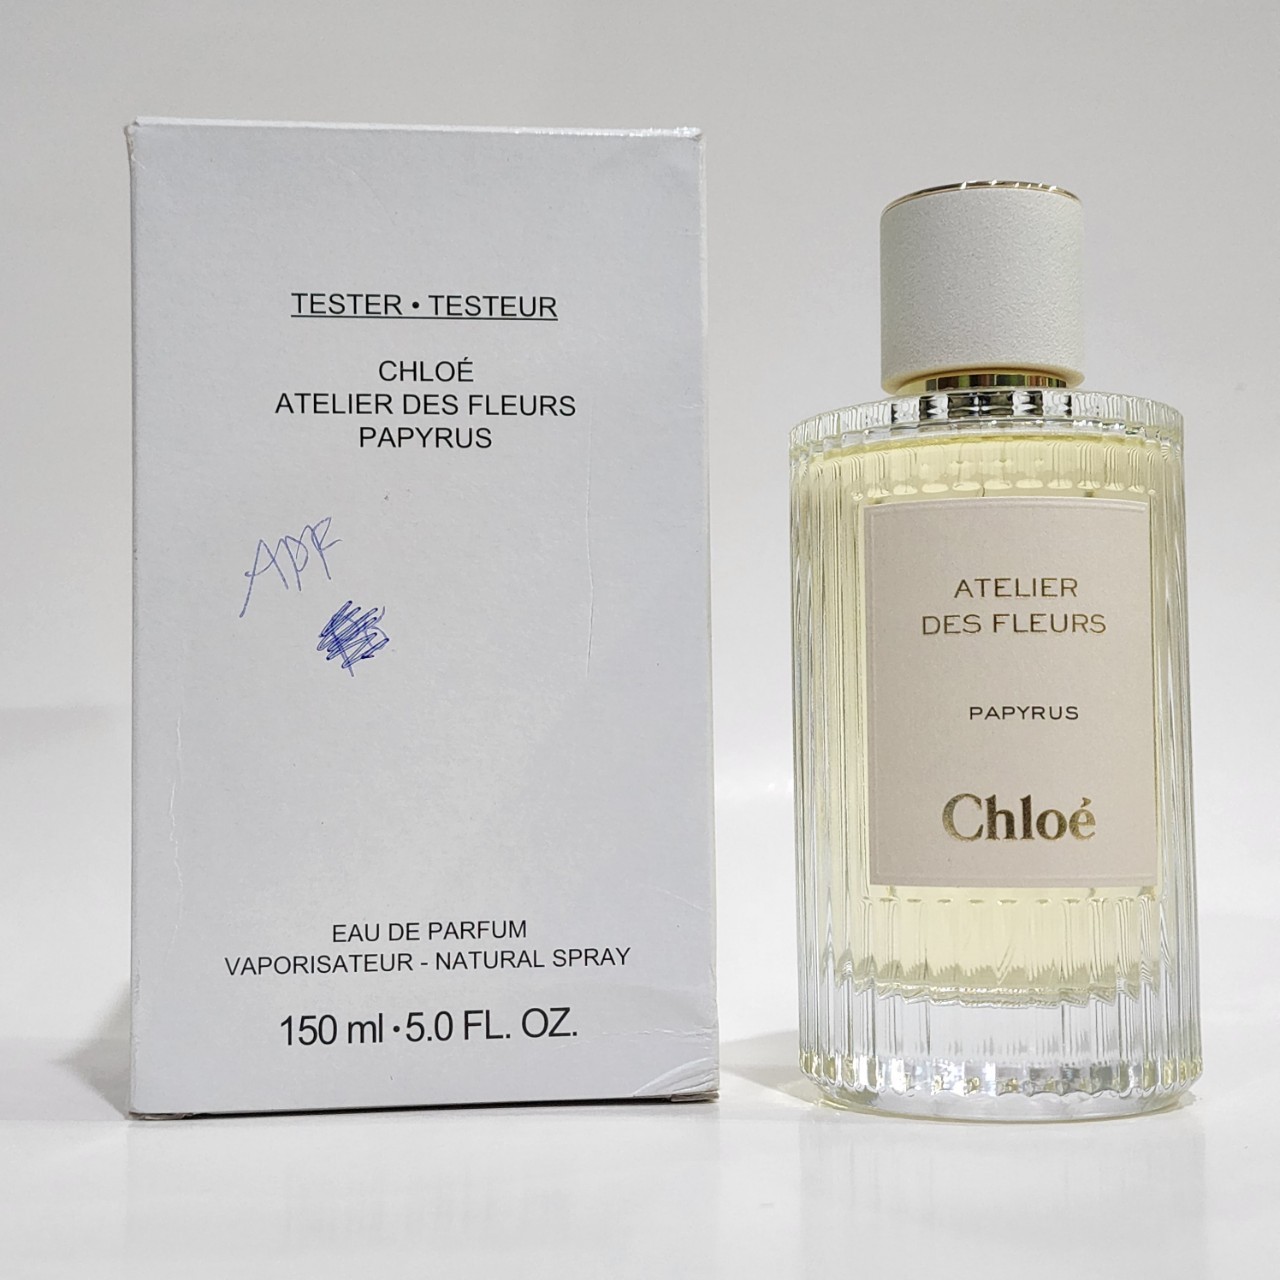 TESTER • TESTEUR
CHLOÉ
ATELIER DES FLEURS
PAPYRUS
EAU DE PARFUM
VAPORISATEUR - NATURAL SPRAY
150 ml • 5.0 FL. OZ.
ATELIER
DES FLEURS
PAPYRUS
Chloé